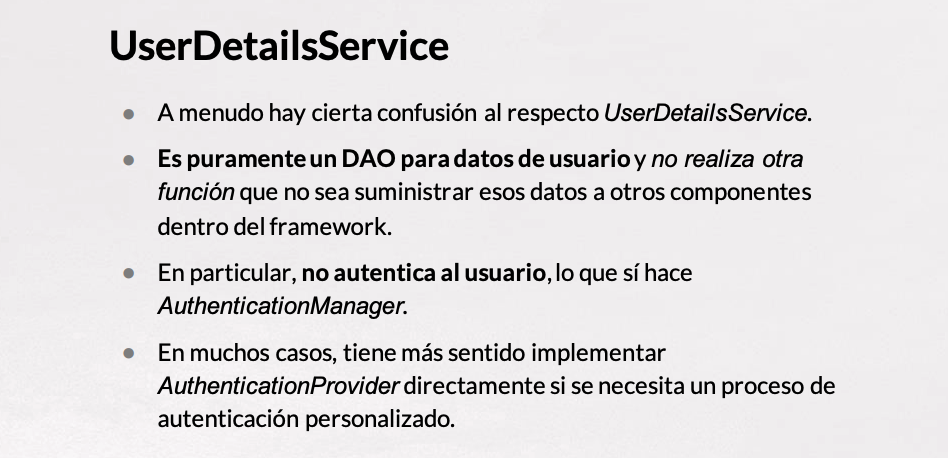 UserDetailsService
● A menudo hay cierta confusión al respecto UserDetailsService.
● Es puramente un DAO para datos de usuario y no realiza otra
función que no sea suministrar esos datos a otros componentes
dentro del framework.
● En particular, no autentica al usuario, lo que sí hace
AuthenticationManager.
● En muchos casos, tiene más sentido implementar
AuthenticationProvider directamente si se necesita un proceso de
autenticación personalizado.